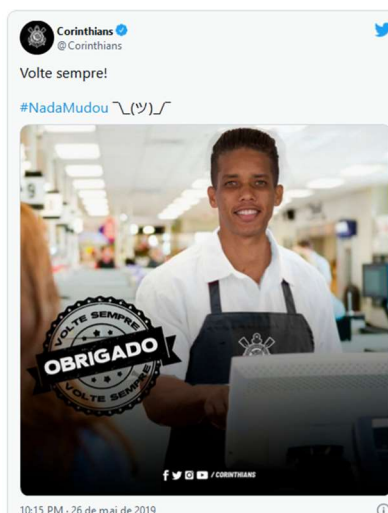 Corinthians
@Corinthians
Volte sempre!
#NadaMudou ¯\_(ツ)_/¯
9
VOLTE SEMPRE
OBRIGADO
VOLTE SEMPRE
/ CORINTHIANS
10:15 PM · 26 de mai de 2019